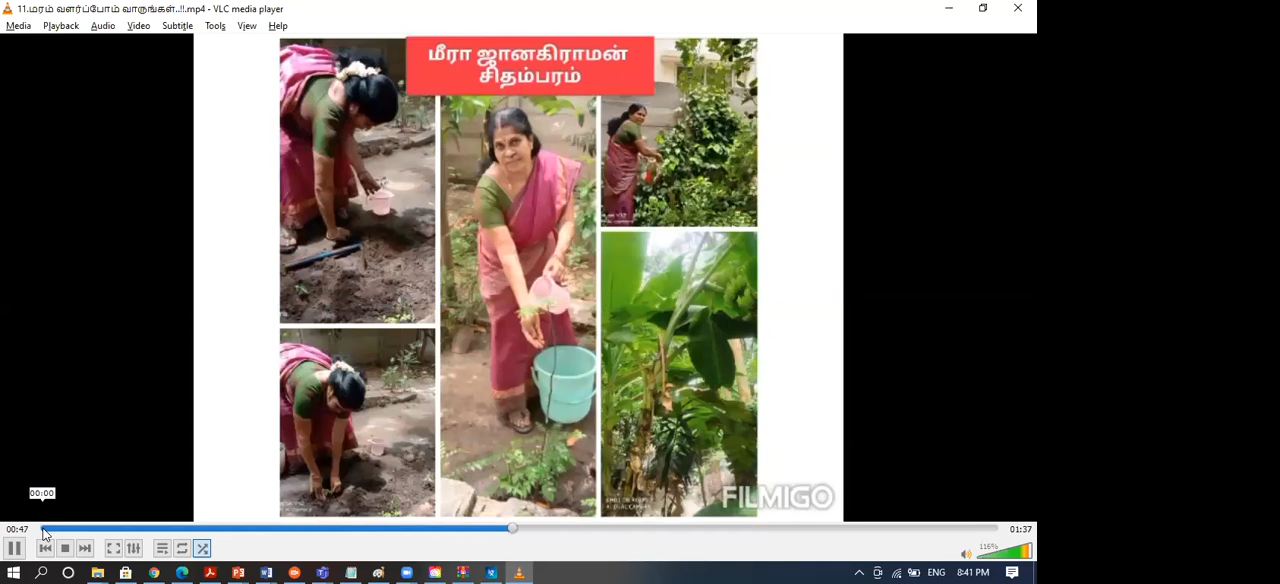 11.மரம் வளர்ப்போம் வாருங்கள்..!!.mp4 - VLC media player
Media Playback Audio Video Subtitle Tools View Help
மீரா ஜானகிராமன்
சிதம்பரம்
FILMIGO
00:00
00:47
01:37
116%
ENG 8:41 PM